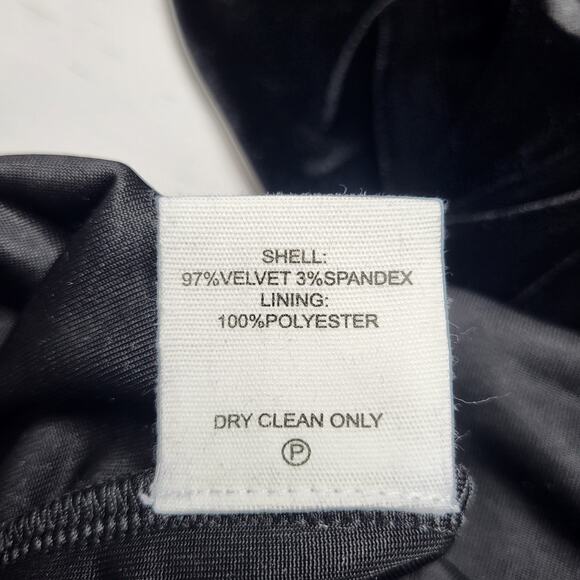 SHELL:
97%VELVET 3%SPANDEX
LINING:
100%POLYESTER
DRY CLEAN ONLY
P